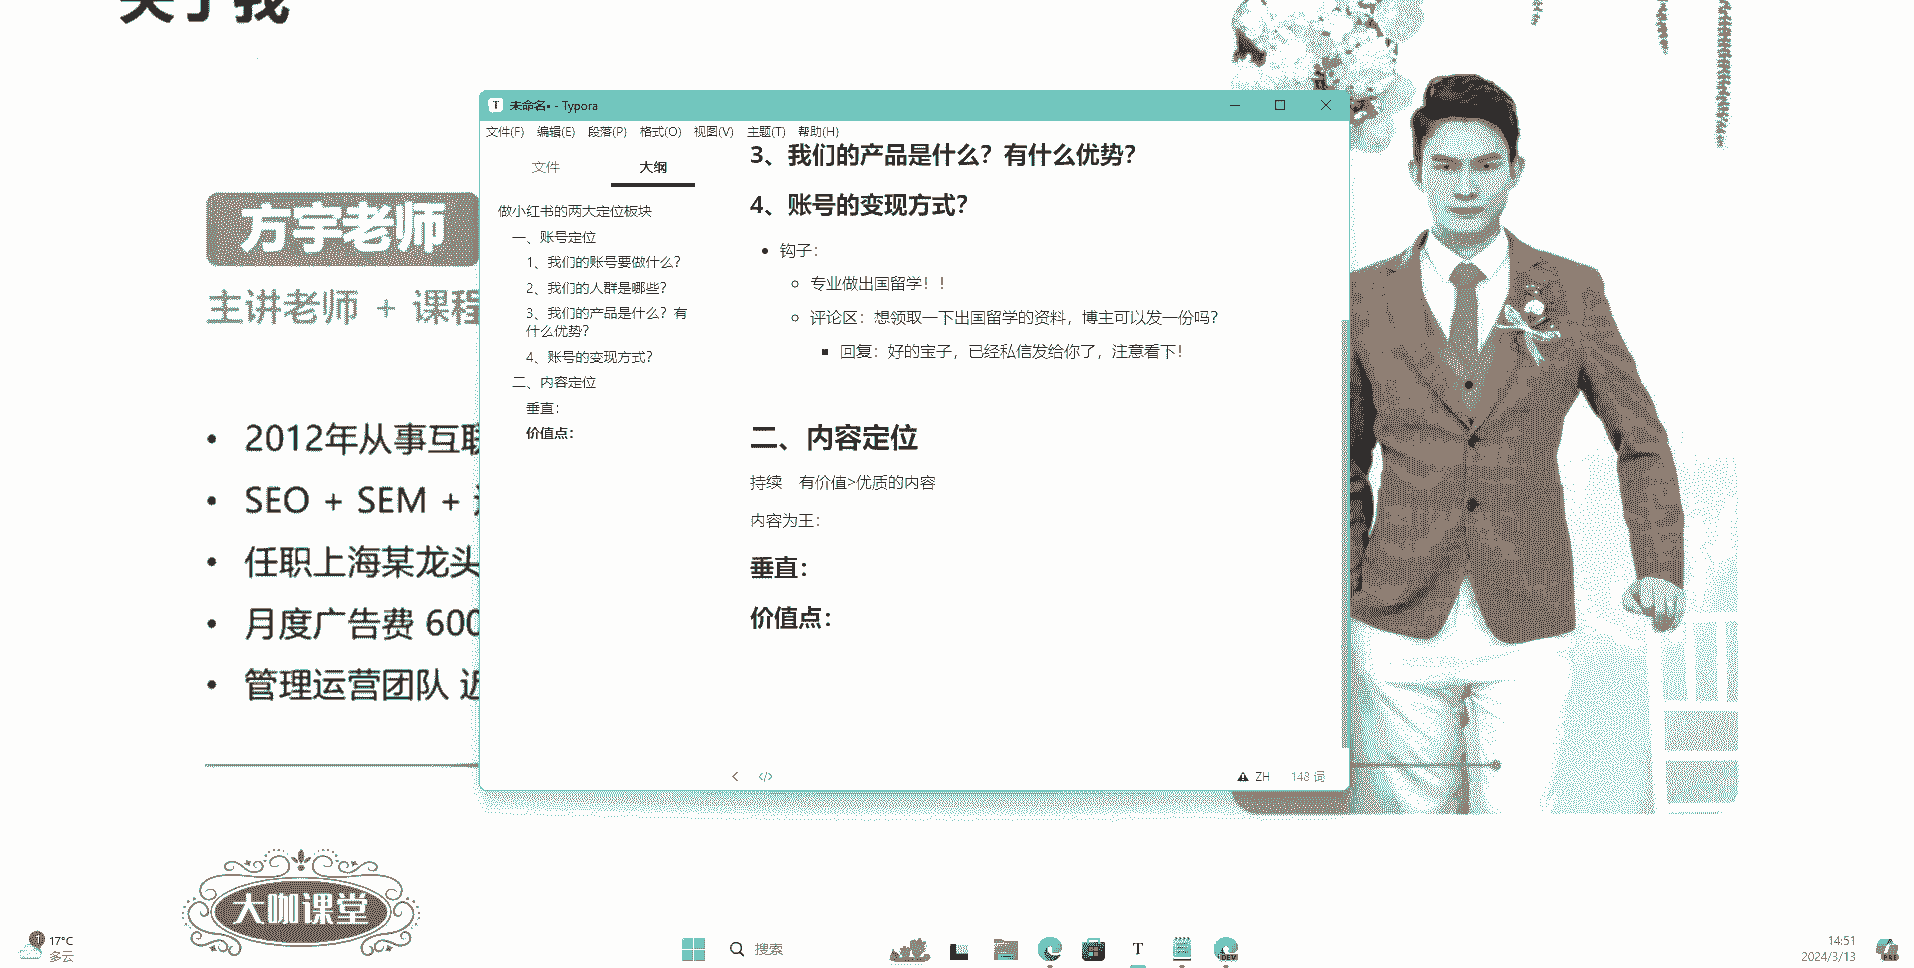 关于我
方宇老师
主讲老师 + 课程
• 2012年从事互联
• SEO + SEM +
• 任职上海某龙头
• 月度广告费 600
• 管理运营团队 近
大咖课堂
未命名• - Typora
文件(F) 编辑(E) 段落(P) 格式(O) 视图(V) 主题(T) 帮助(H)
文件 大纲
做小红书的两大定位板块
一、账号定位
1、我们的账号要做什么？
2、我们的人群是哪些？
3、我们的产品是什么？有
什么优势？
4、账号的变现方式？
二、内容定位
垂直：
价值点：
3、我们的产品是什么？有什么优势？
4、账号的变现方式？
• 钩子：
专业做出国留学！！
评论区：想领取一下出国留学的资料，博主可以发一份吗？
回复：好的宝子，已经私信发给你了，注意看下！
二、内容定位
持续 有价值>优质的内容
内容为王：
垂直：
价值点：
ZH 148 词
1
17°C
多云
搜索
T
DEV
14:51
2024/3/13
PRE